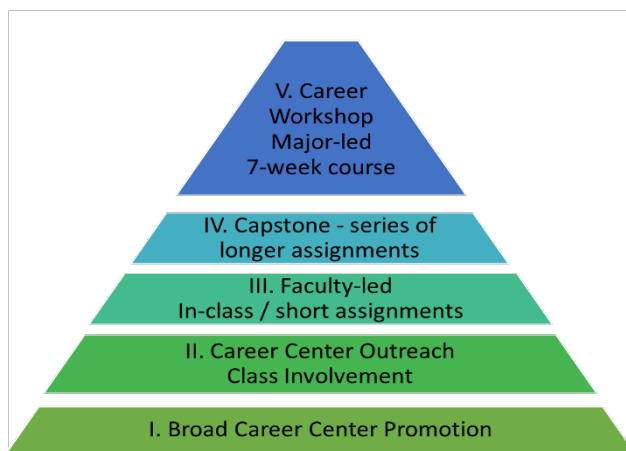 V. Career
Workshop
Major-led
7-week course
IV. Capstone - series of
longer assignments
III. Faculty-led
In-class / short assignments
II. Career Center Outreach
Class Involvement
I. Broad Career Center Promotion